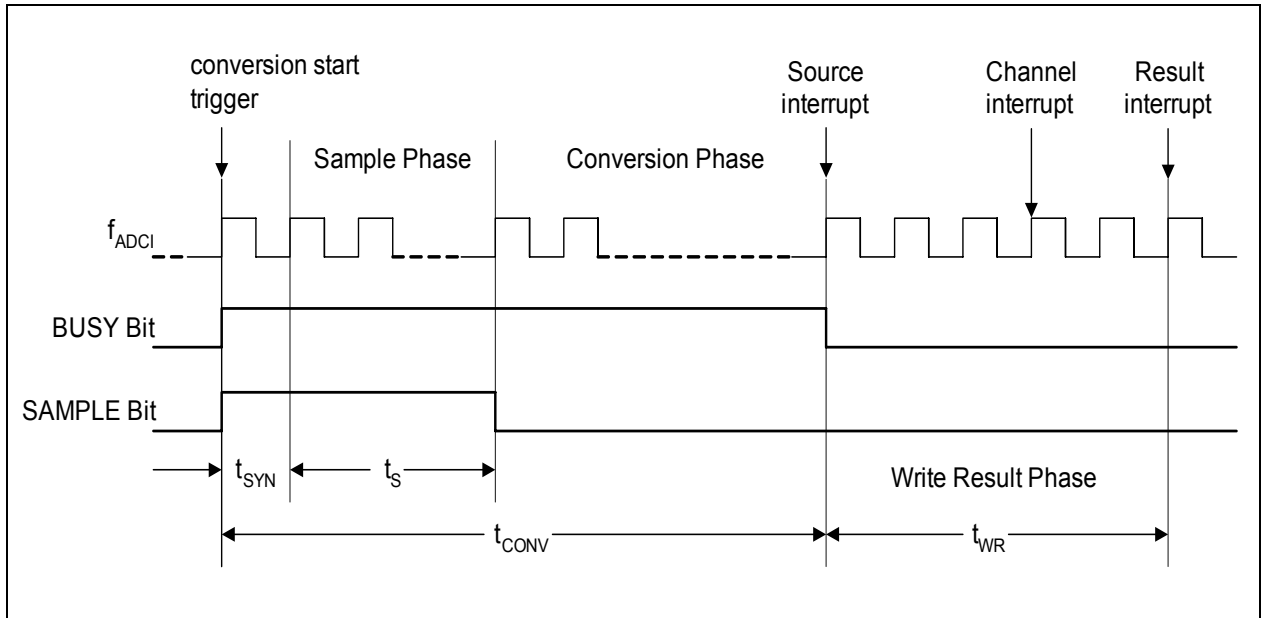 conversion start
trigger
Source
interrupt
Channel
interrupt
Result
interrupt
Sample Phase
Conversion Phase
fADCI
BUSY Bit
SAMPLE Bit
tSYN
tS
Write Result Phase
tCONV
tWR